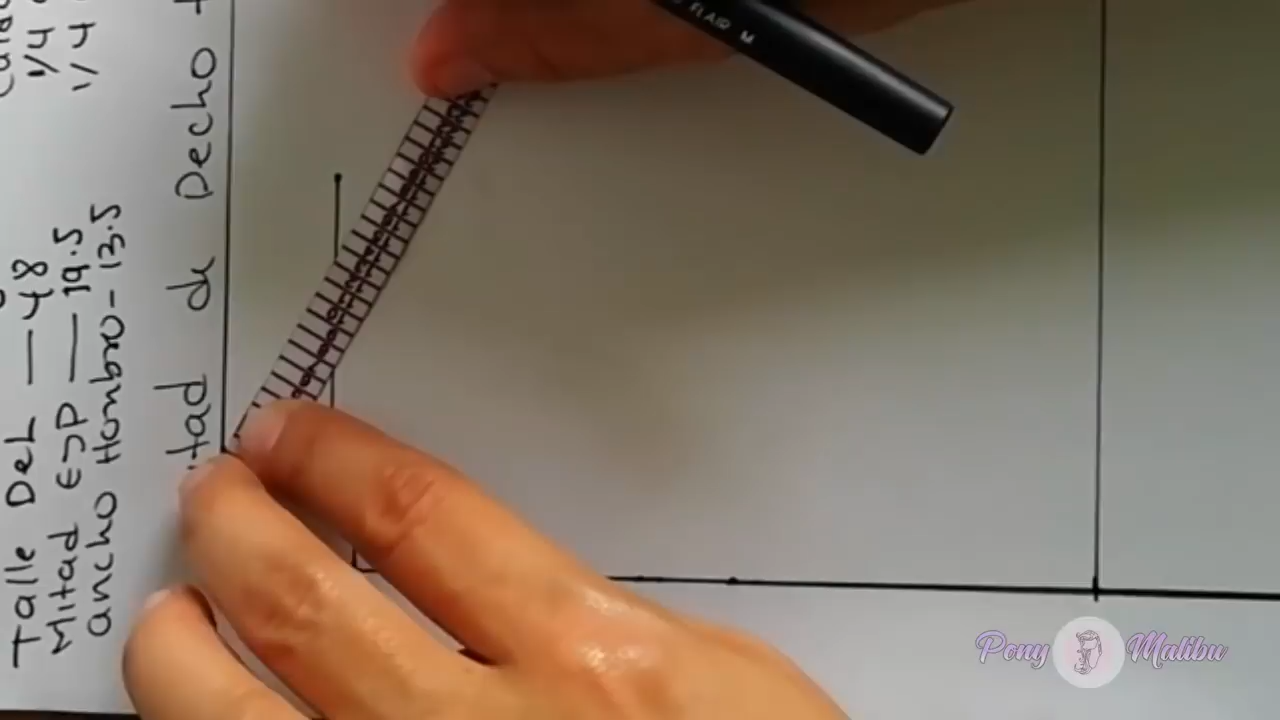 1/4
1/4
Talle Del — 48
Mitad ESP — 19.5
ancho Hombro - 13.5
de pecho
FLAIR M
Pony Malibu